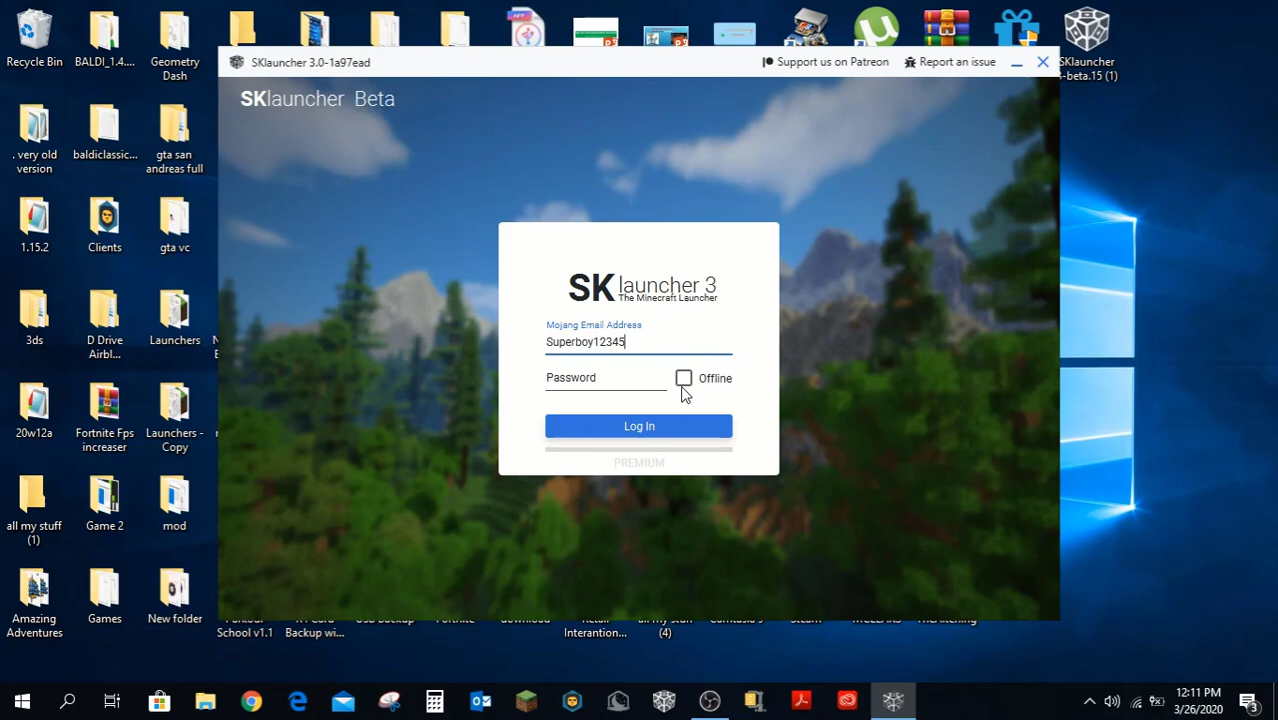 SKlauncher 3.0-1a97ead
Support us on Patreon
Report an issue
SKlauncher Beta
SK launcher 3
The Minecraft Launcher
Mojang Email Address
Superboy12345
Password
Offline
Log In
PREMIUM
Recycle Bin
BALDI_1.4....
Geometry
Dash
SKlauncher
-beta.15 (1)
. very old
version
baldiclassic...
gta san
andreas full
1.15.2
Clients
gta vc
3ds
D Drive
Airbl...
Launchers
20w12a
Fortnite Fps
increaser
Launchers -
Copy
all my stuff
(1)
Game 2
mod
Amazing
Adventures
Games
New folder
School v1.1
Backup wi...
Interantion...
(4)
12:11 PM
3/26/2020
3